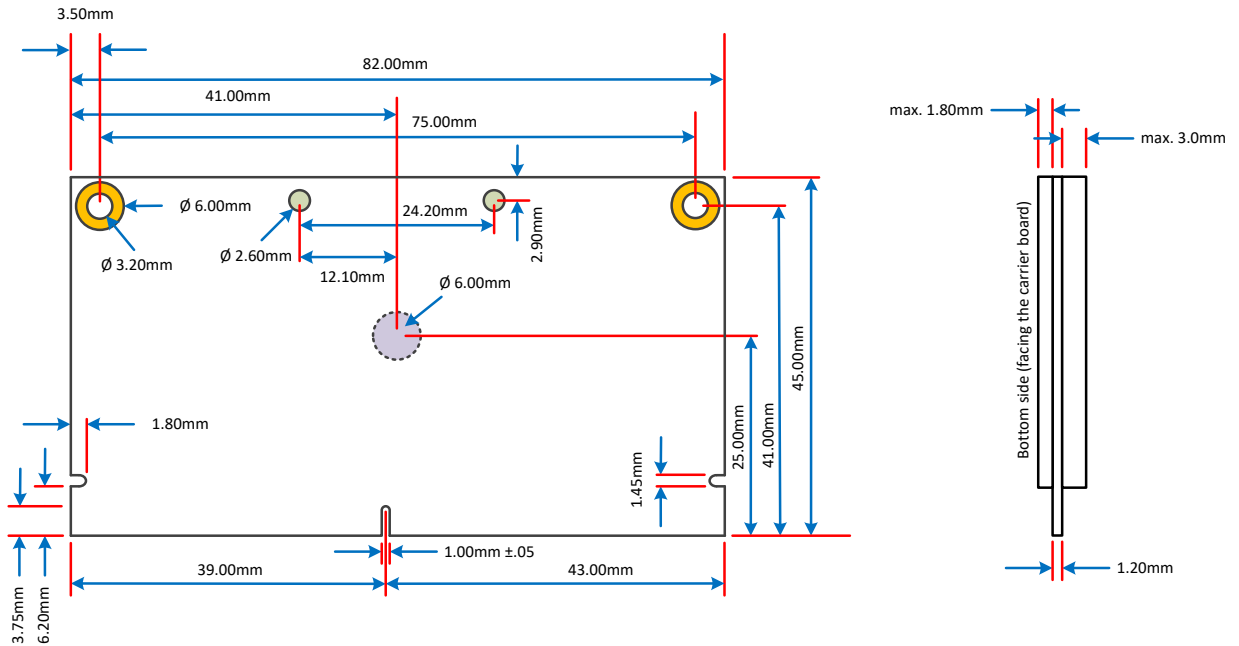 3.50mm
82.00mm
41.00mm
75.00mm
max. 1.80mm
max. 3.0mm
Ø 6.00mm
24.20mm
2.90mm
Ø 3.20mm
Ø 2.60mm
12.10mm
Ø 6.00mm
45.00mm
41.00mm
25.00mm
Bottom side (facing the carrier board)
1.80mm
1.45mm
1.00mm ±.05
39.00mm
43.00mm
1.20mm
3.75mm
6.20mm